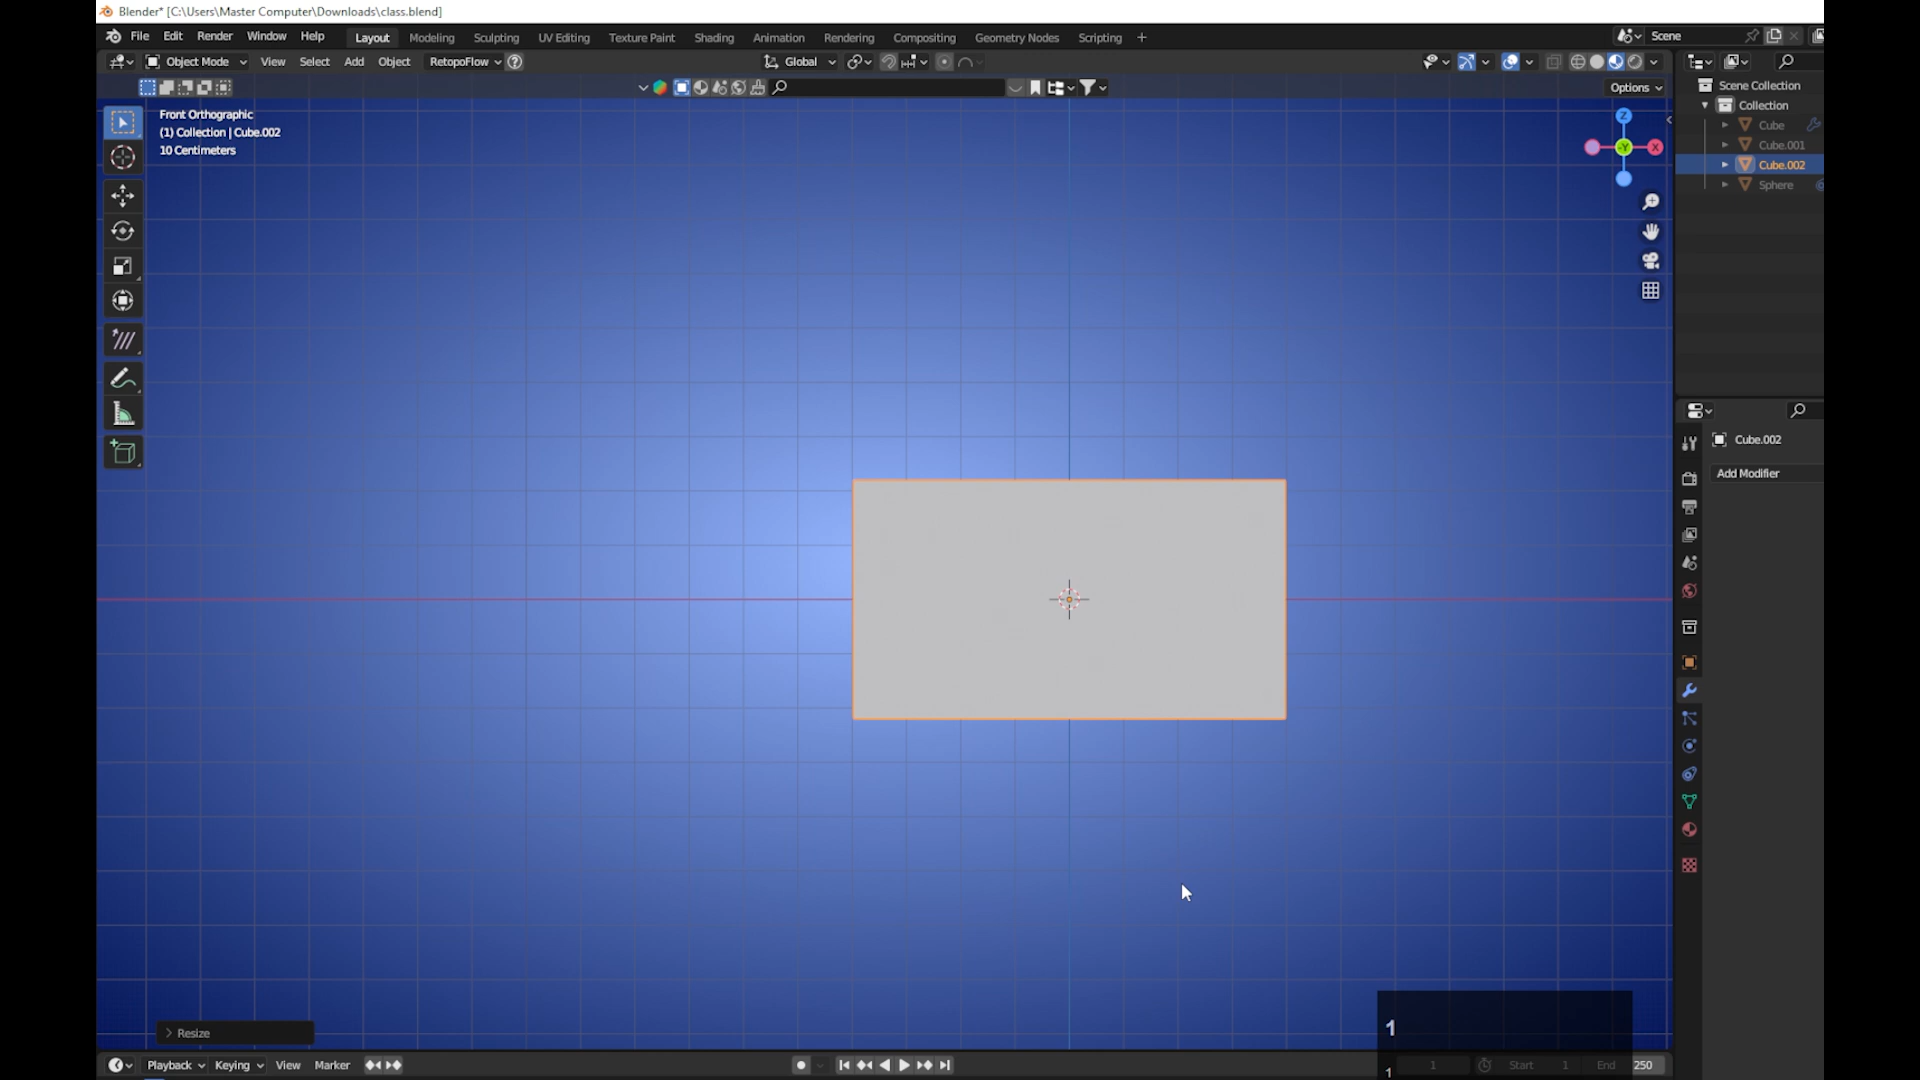 Blender* [C:\Users\Master Computer\Downloads\class.blend]
File Edit Render Window Help Layout Modeling Sculpting UV Editing Texture Paint Shading Animation Rendering Compositing Geometry Nodes Scripting + Scene
Object Mode View Select Add Object RetopoFlow Global
Options
Front Orthographic
(1) Collection | Cube.002
10 Centimeters
Z
-Y
X
Scene Collection
Collection
Cube
Cube.001
Cube.002
Sphere
Cube.002
Add Modifier
Resize
1
1
Playback Keying View Marker 1 Start 1 End 250